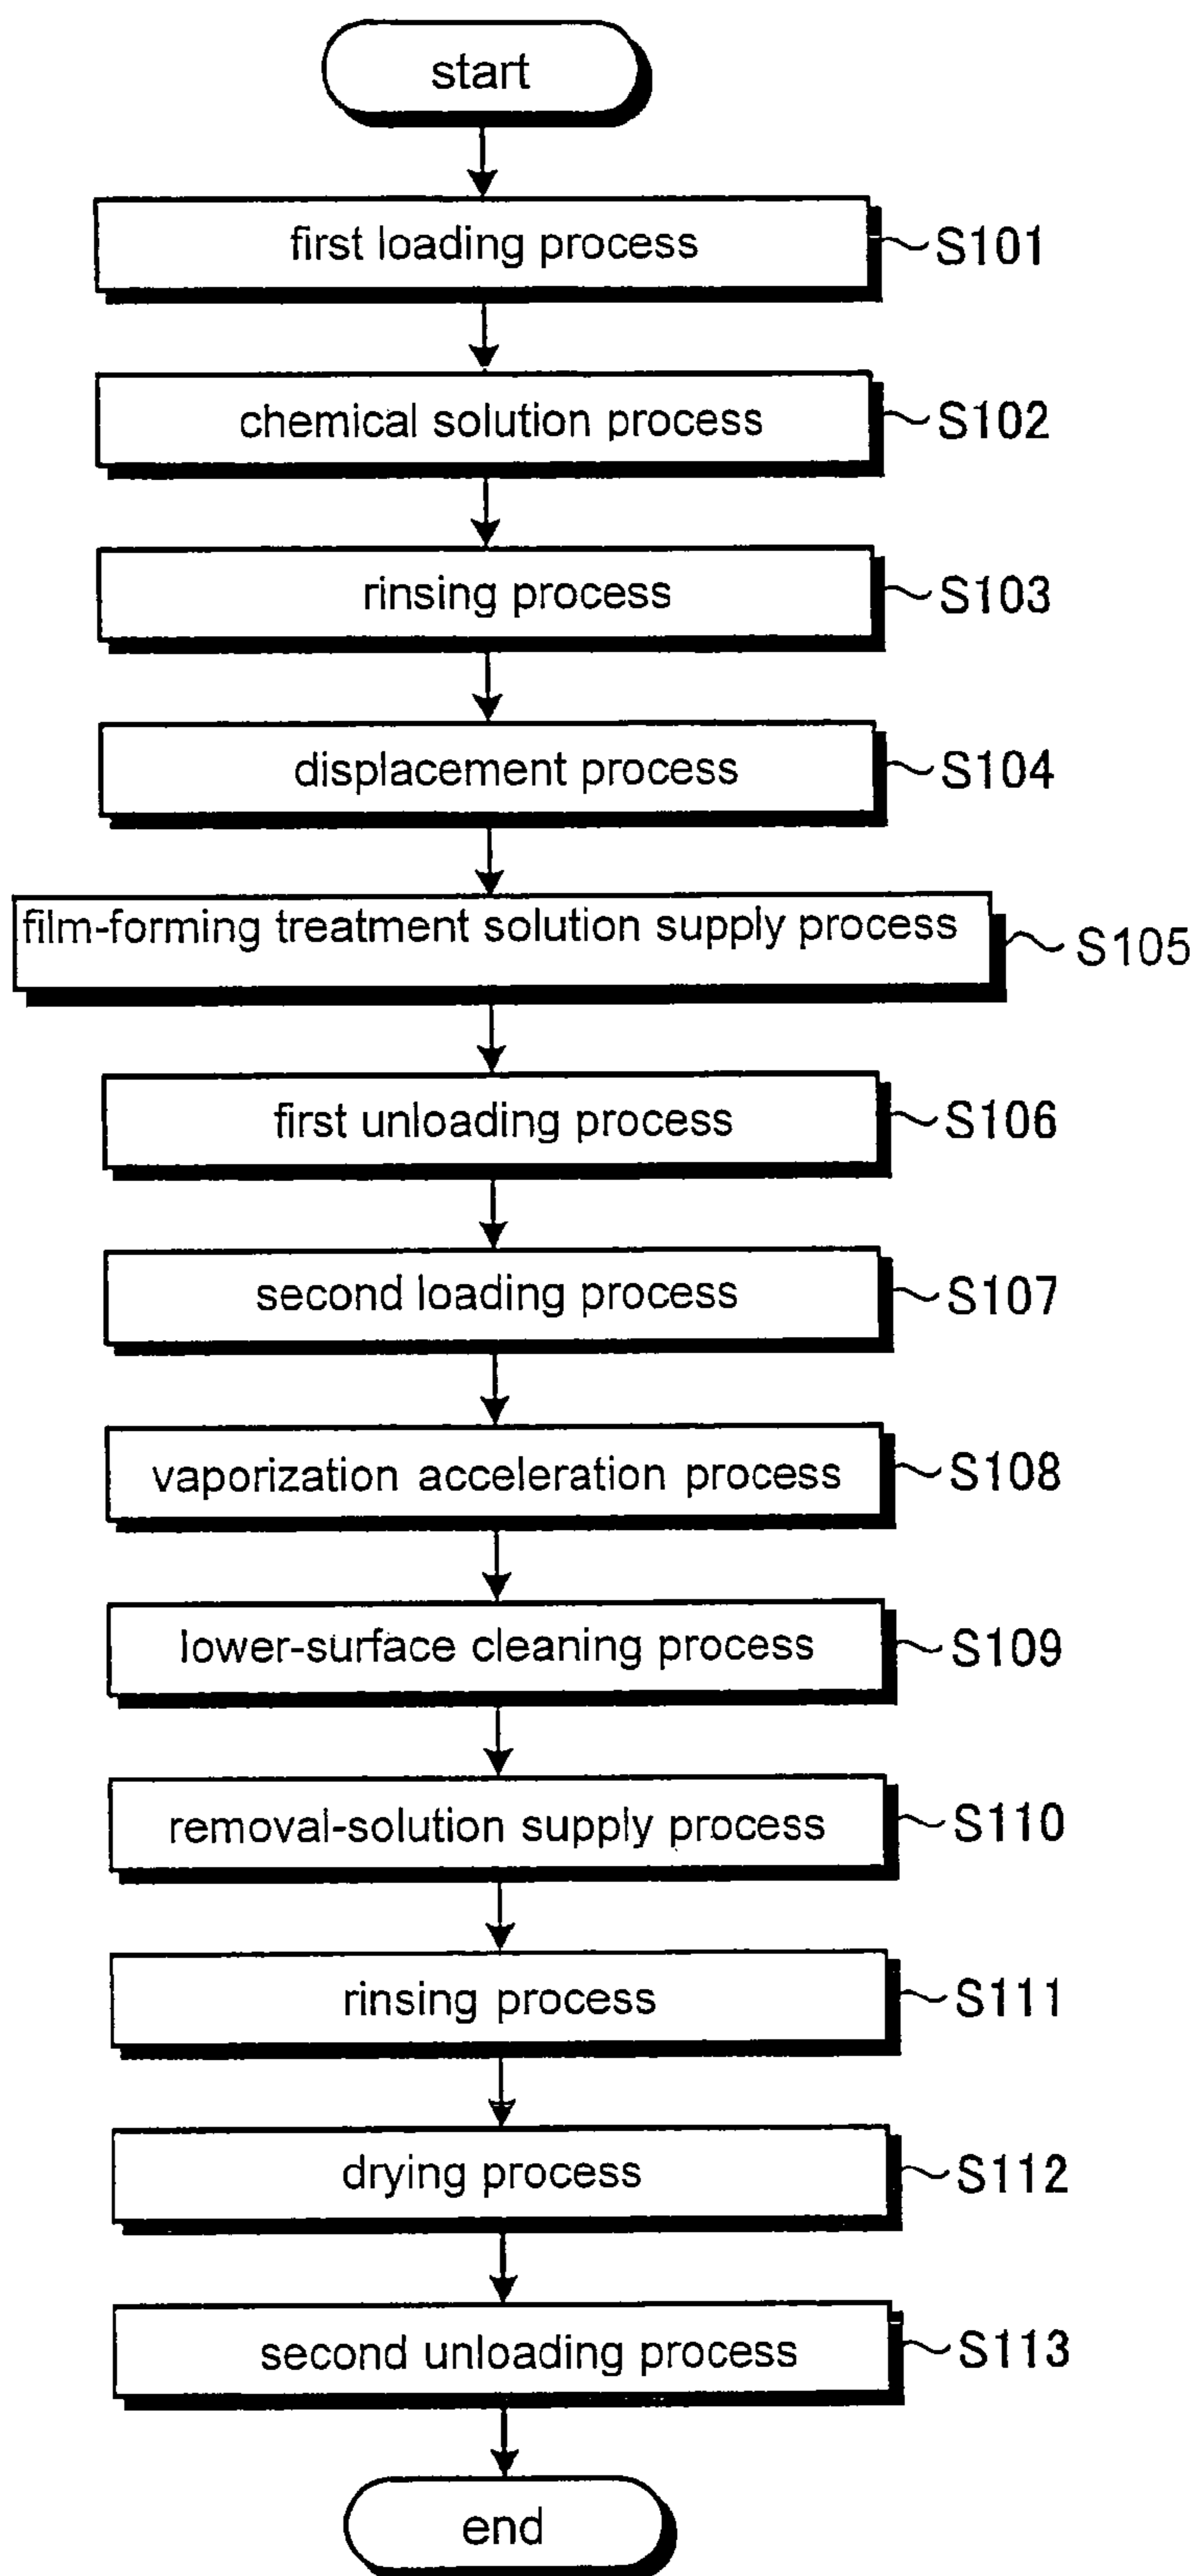 start
first loading process
S101
chemical solution process
S102
rinsing process
S103
displacement process
S104
film-forming treatment solution supply process
S105
first unloading process
S106
second loading process
S107
vaporization acceleration process
S108
lower-surface cleaning process
S109
removal-solution supply process
S110
rinsing process
S111
drying process
S112
second unloading process
S113
end